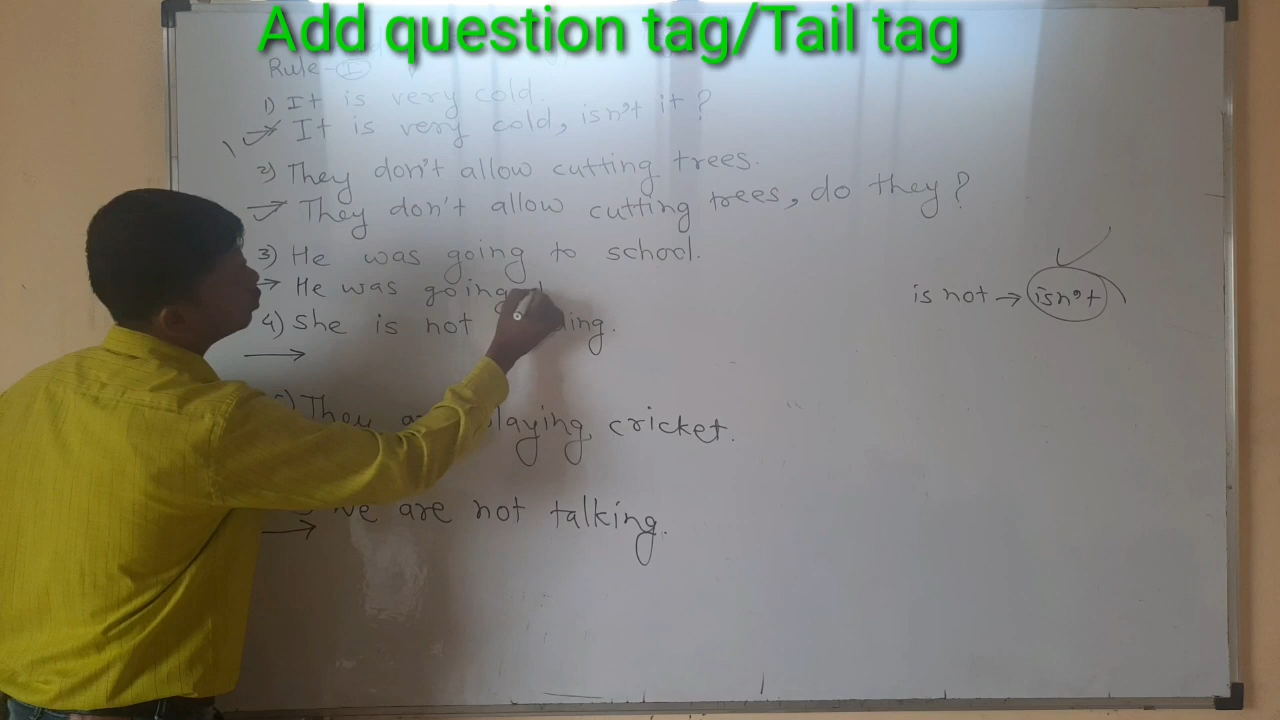 Add question tag/Tail tag
Rule-I
1) It is very cold.
It is very cold, isn't it?
2) They don't allow cutting trees.
→ They don't allow cutting trees, do they?
3) He was going to school.
→ He was going
is not → isn't
4) She is not ing.
→
They playing cricket.
we are not talking.
→